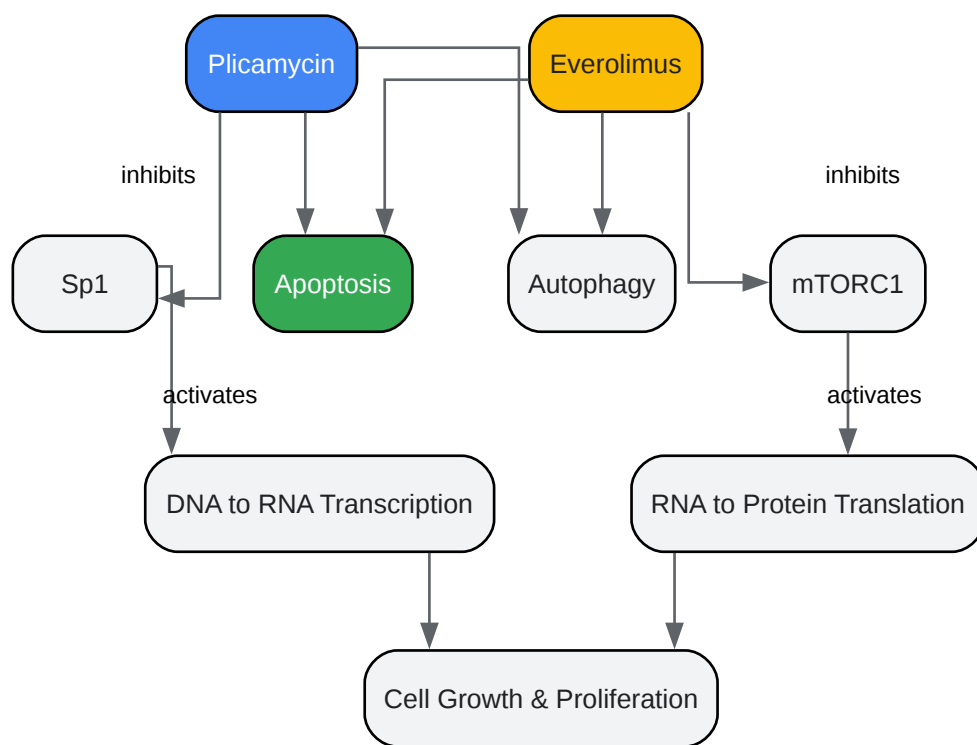 Plicamycin
Everolimus
inhibits
inhibits
Sp1
Apoptosis
Autophagy
mTORC1
activates
activates
DNA to RNA Transcription
RNA to Protein Translation
Cell Growth & Proliferation